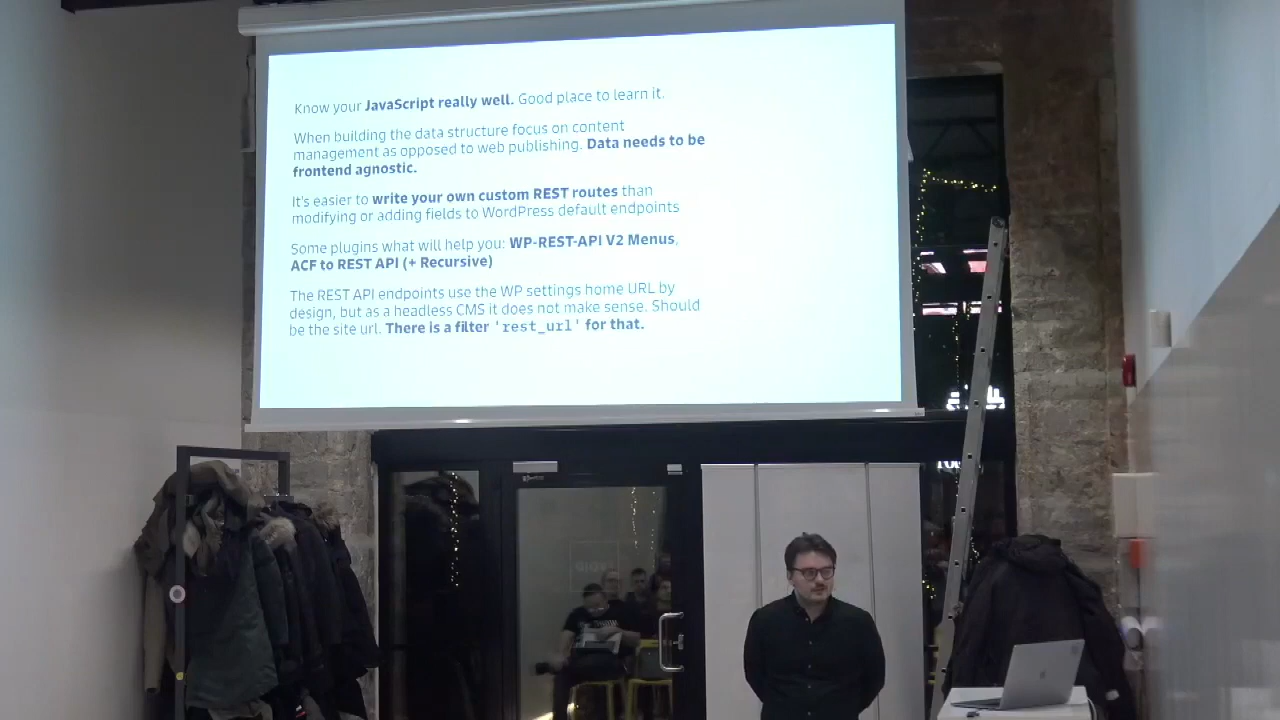 Know your JavaScript really well. Good place to learn it.
When building the data structure focus on content
management as opposed to web publishing. Data needs to be
frontend agnostic.
It's easier to write your own custom REST routes than
modifying or adding fields to WordPress default endpoints
Some plugins what will help you: WP-REST-API V2 Menus,
ACF to REST API (+ Recursive)
The REST API endpoints use the WP settings home URL by
design, but as a headless CMS it does not make sense. Should
be the site url. There is a filter 'rest_url' for that.